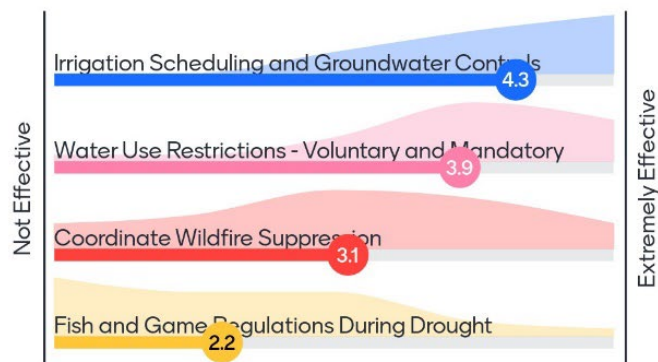 Irrigation Scheduling and Groundwater Controls
4.3
Water Use Restrictions - Voluntary and Mandatory
3.9
Coordinate Wildfire Suppression
3.1
Fish and Game Regulations During Drought
2.2
Not Effective
Extremely Effective